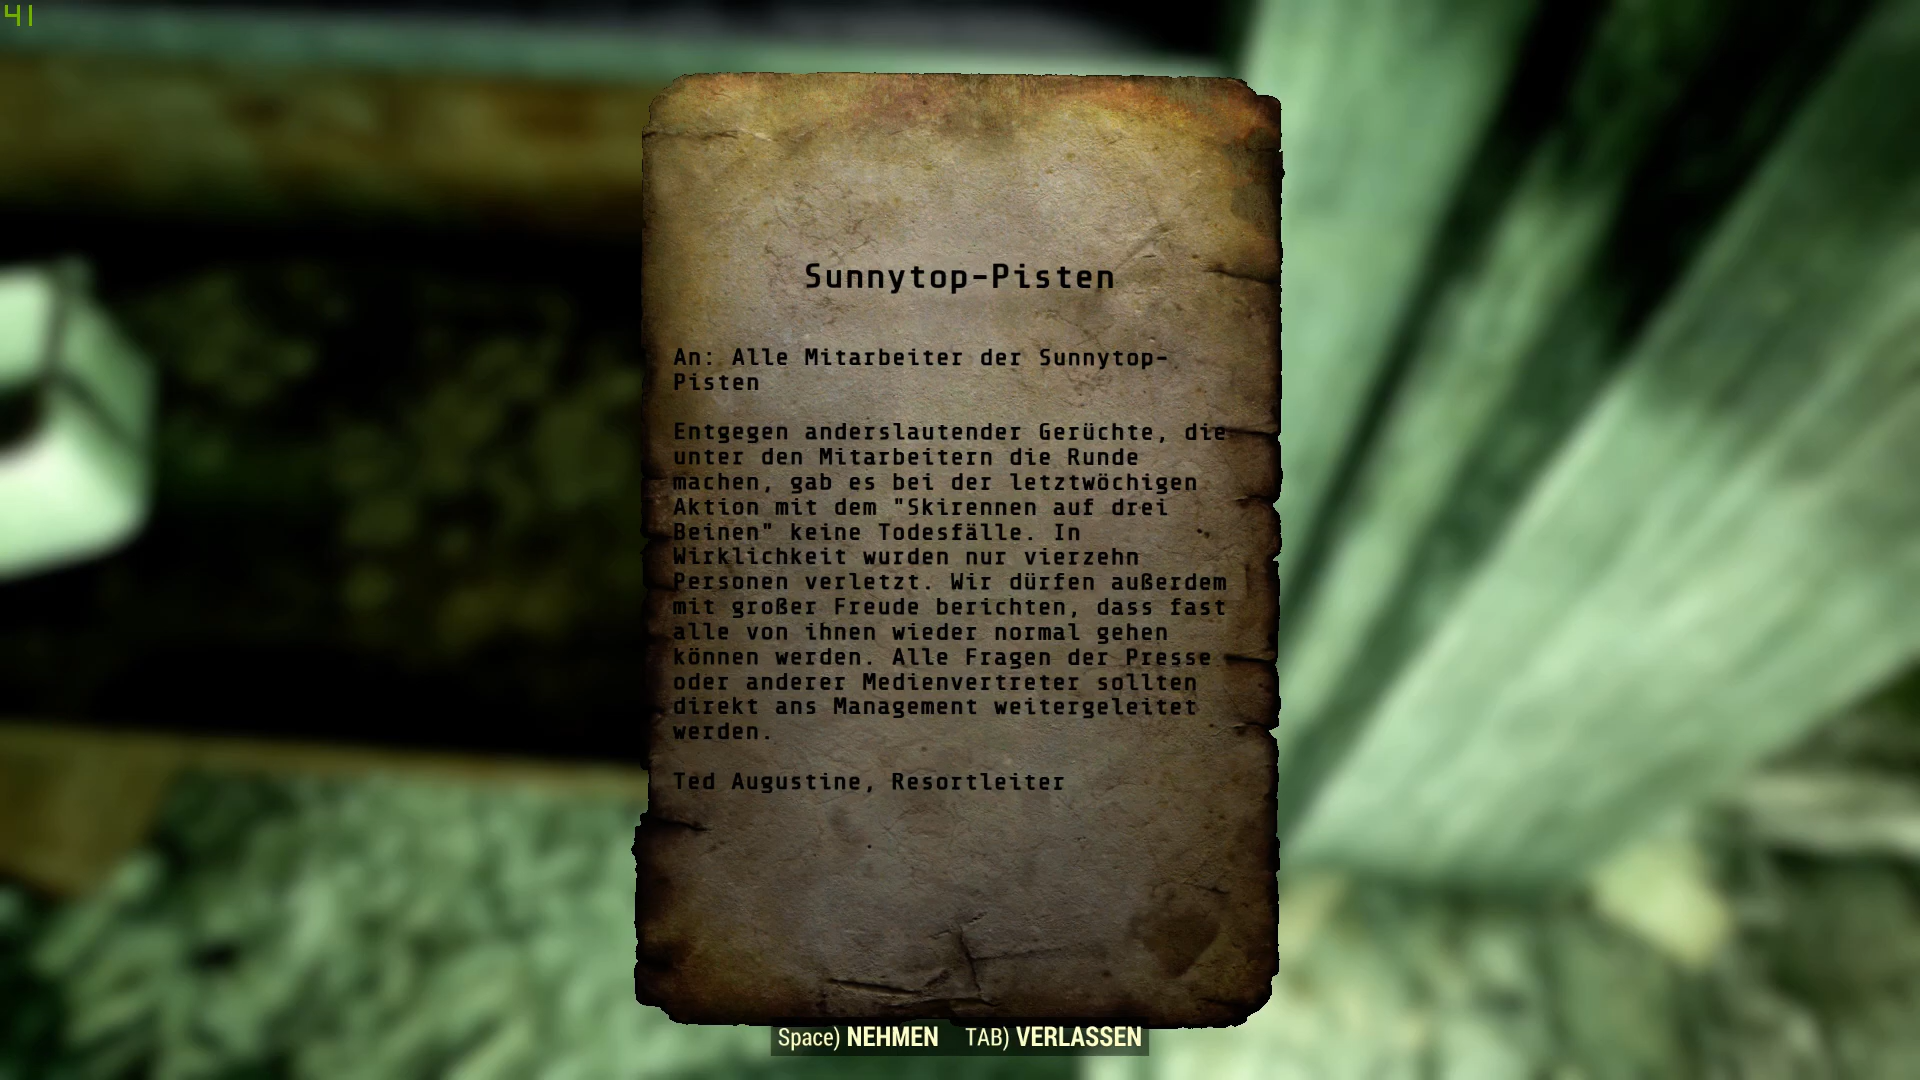 41
Sunnytop-Pisten
An: Alle Mitarbeiter der Sunnytop-
Pisten
Entgegen anderslautender Gerüchte, die
unter den Mitarbeitern die Runde
machen, gab es bei der letztwöchigen
Aktion mit dem "Skirennen auf drei
Beinen" keine Todesfälle. In
Wirklichkeit wurden nur vierzehn
Personen verletzt. Wir dürfen außerdem
mit großer Freude berichten, dass fast
alle von ihnen wieder normal gehen
können werden. Alle Fragen der Presse
oder anderer Medienvertreter sollten
direkt ans Management weitergeleitet
werden.
Ted Augustine, Resortleiter
Space) NEHMEN TAB) VERLASSEN